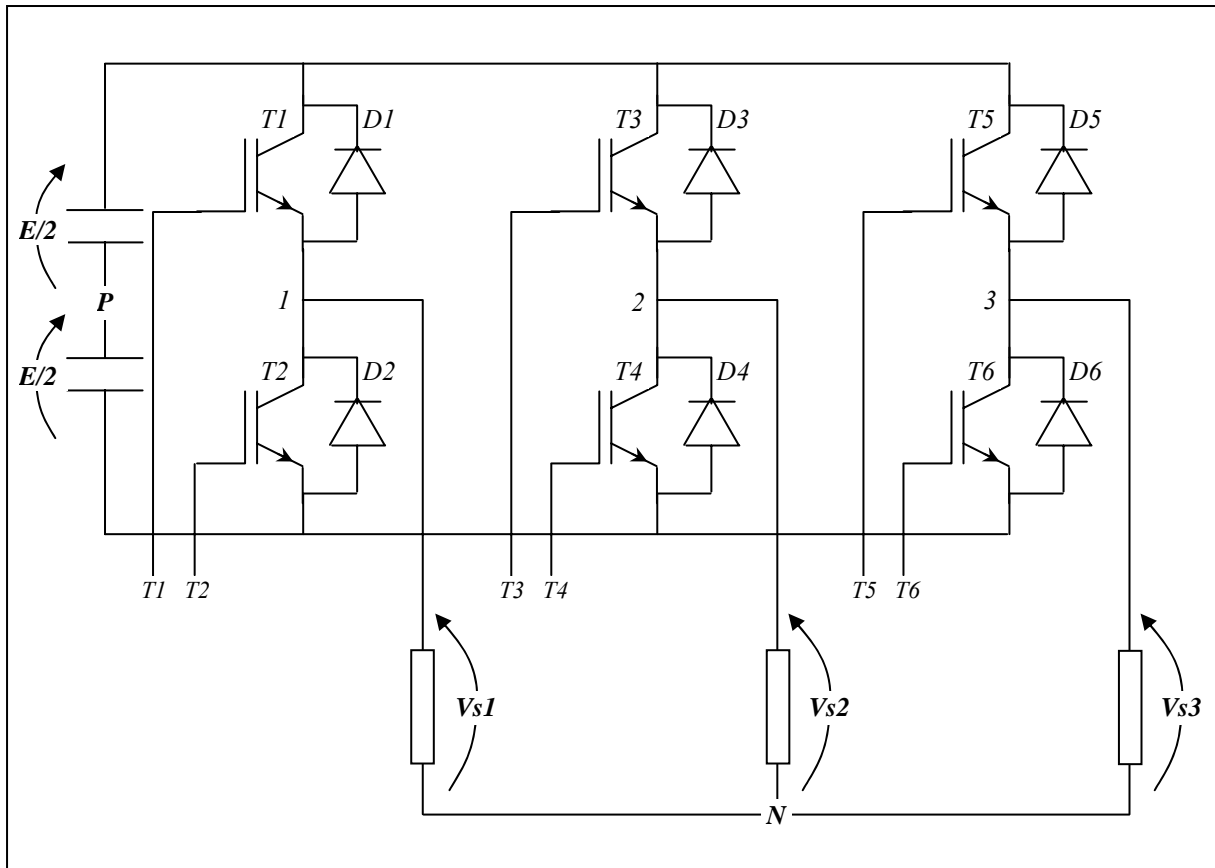 T1 D1 T3 D3 T5 D5
E/2
P 1 2 3
E/2
T2 D2 T4 D4 T6 D6
T1 T2 T3 T4 T5 T6
Vs1 Vs2 Vs3
N